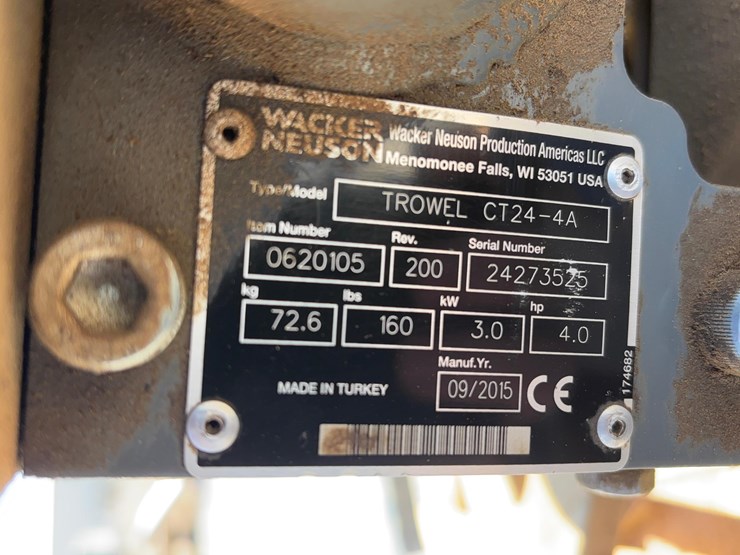 WACKER
NEUSON
Wacker Neuson Production Americas LLC
Menomonee Falls, WI 53051 USA
Type/Model TROWEL CT24-4A
Item Number Rev. Serial Number
0620105 200 24273525
kg lbs kW hp
72.6 160 3.0 4.0
Manuf.Yr.
MADE IN TURKEY 09/2015 CE
174682